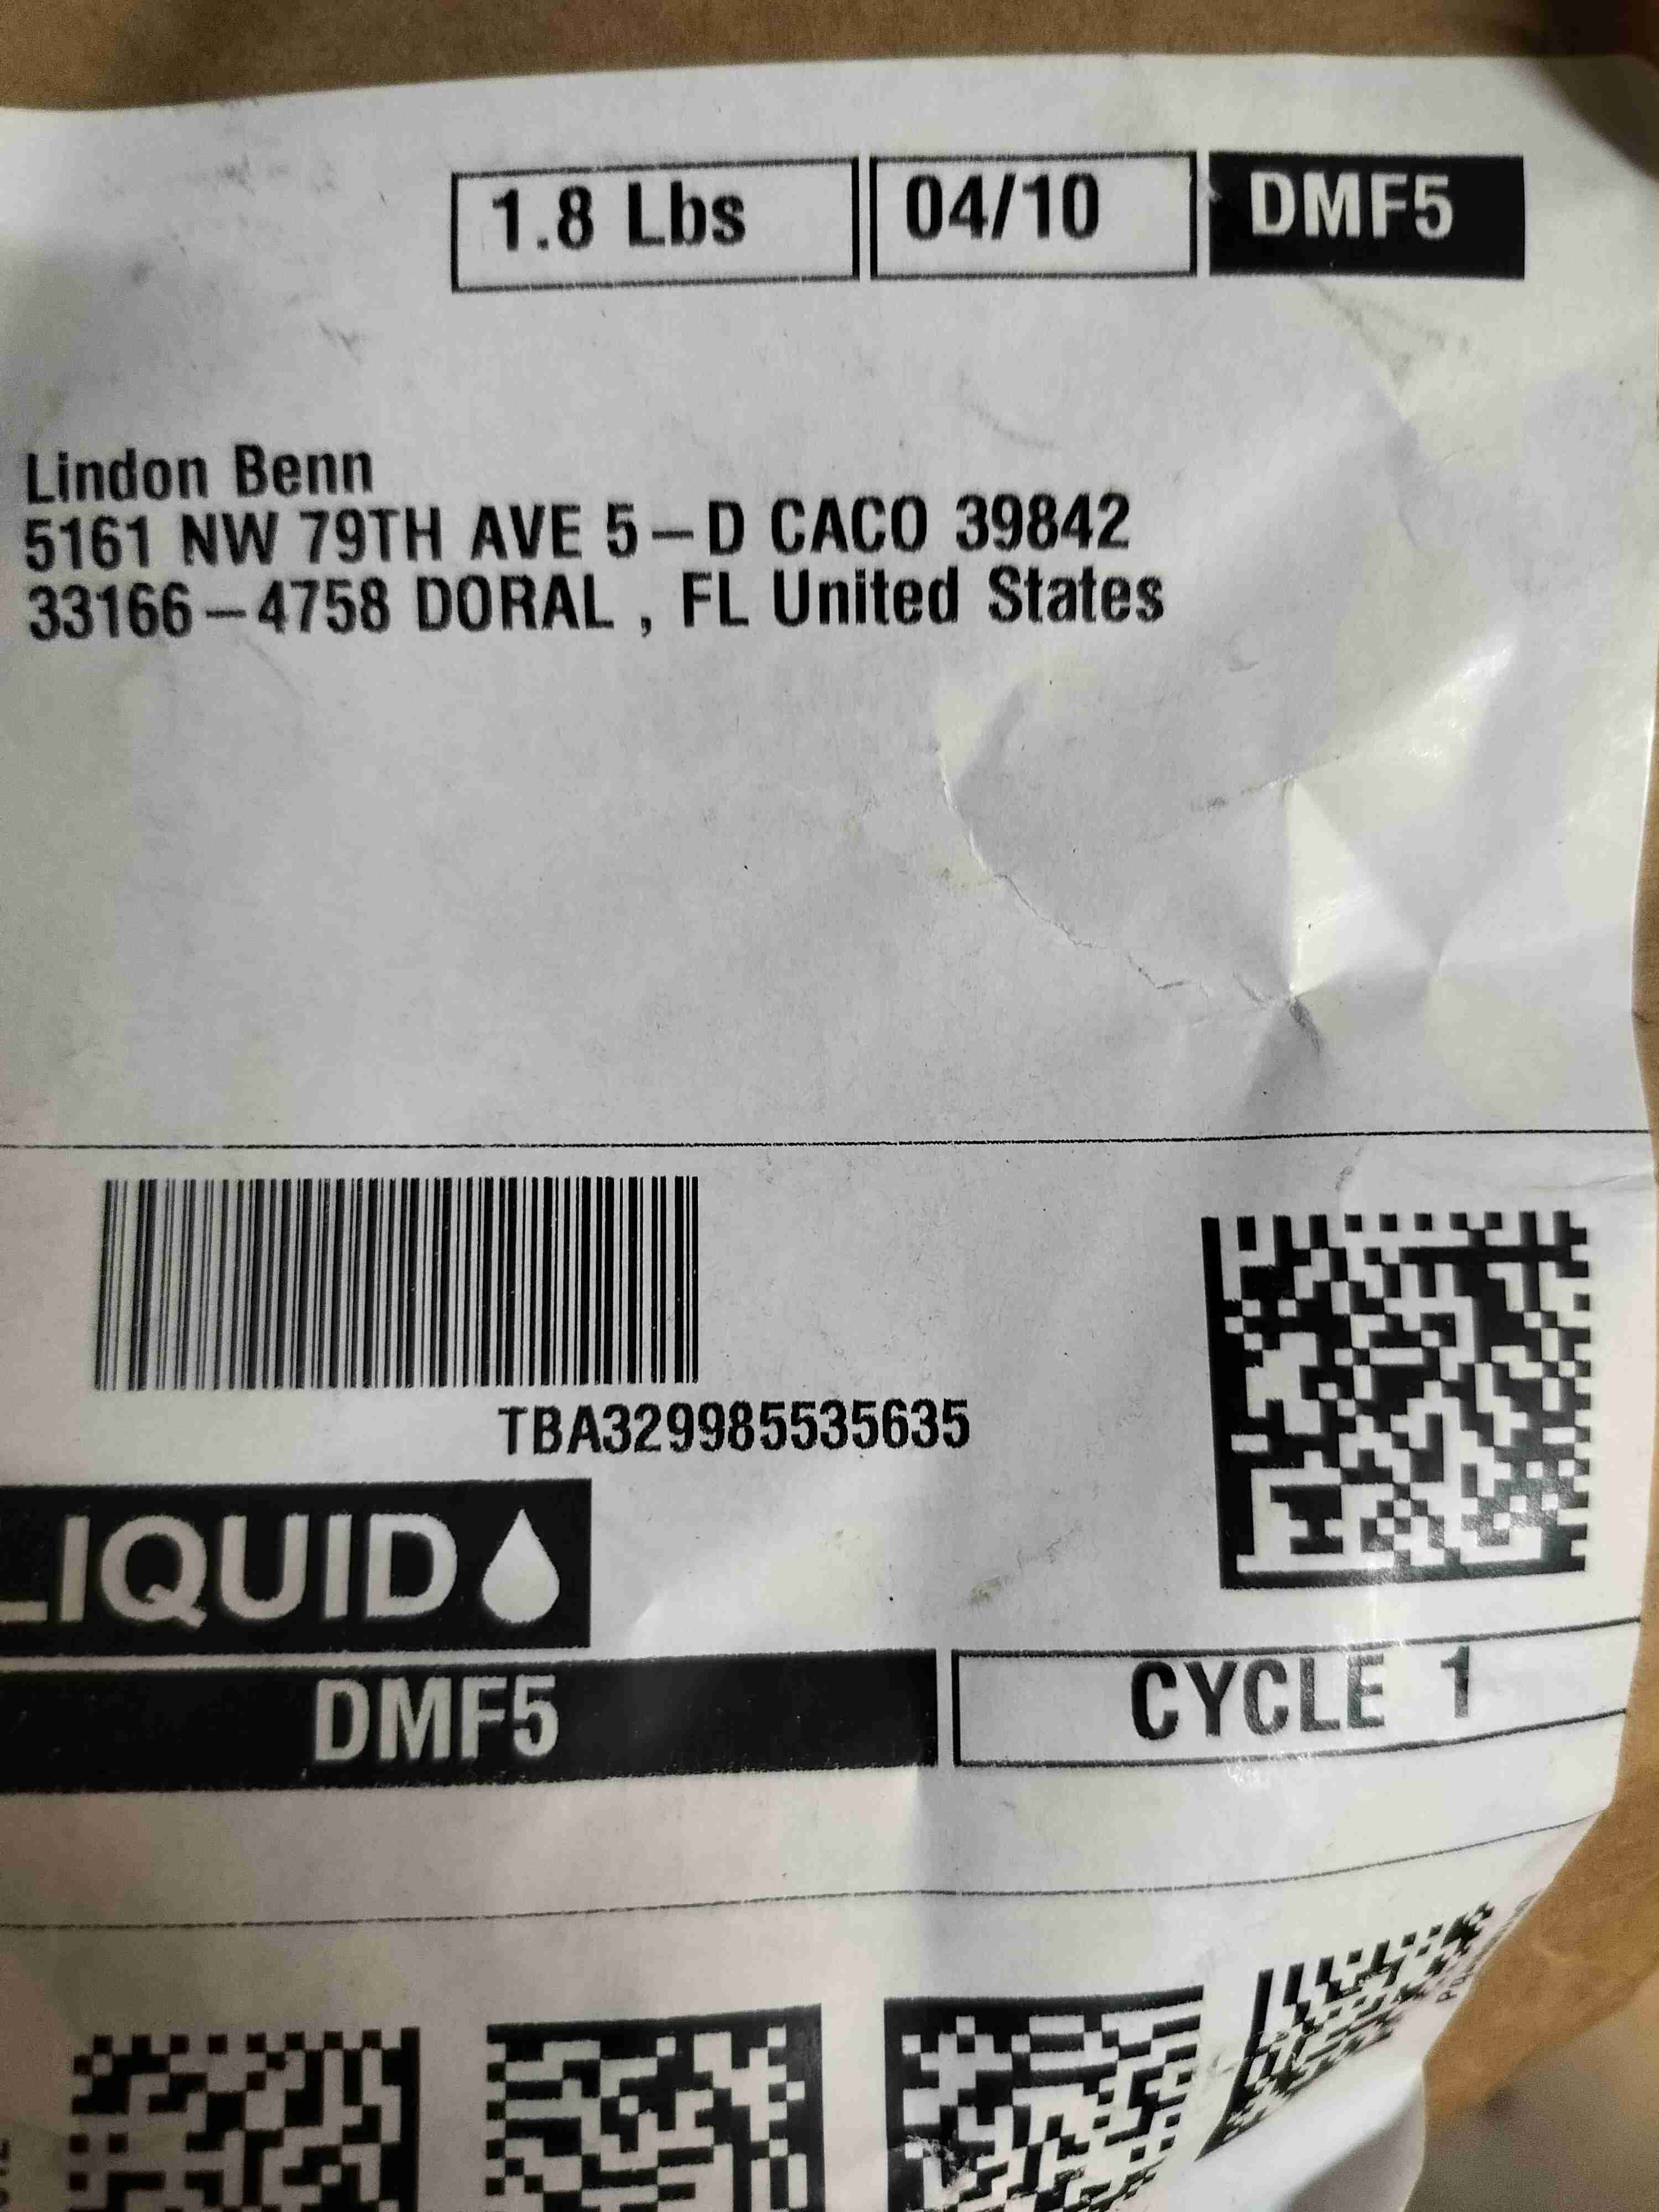 1.8 Lbs 04/10 DMF5
Lindon Benn
5161 NW 79TH AVE 5-D CACO 39842
33166-4758 DORAL , FL United States
TBA329985535635
LIQUID
DMF5 CYCLE 1